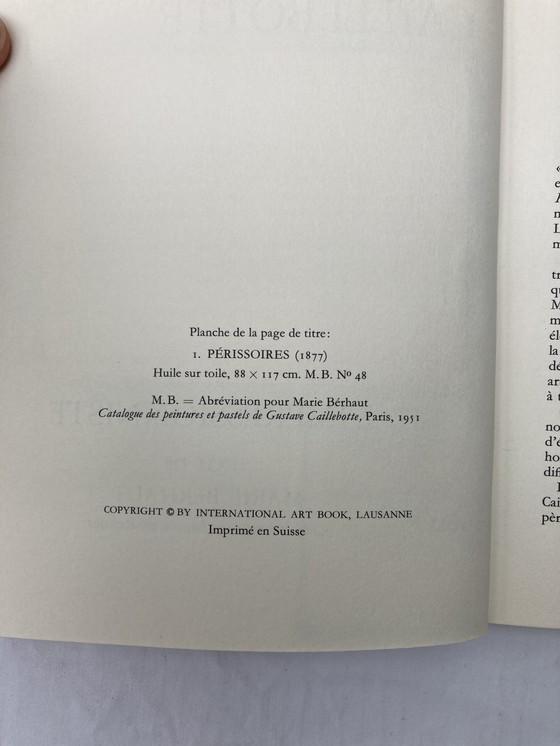 Planche de la page de titre:
1. PÉRISSOIRES (1877)
Huile sur toile, 88 × 117 cm. M. B. Nº 48
M. B. = Abréviation pour Marie Bérhaut
Catalogue des peintures et pastels de Gustave Caillebotte, Paris, 1951
COPYRIGHT © BY INTERNATIONAL ART BOOK, LAUSANNE
Imprimé en Suisse